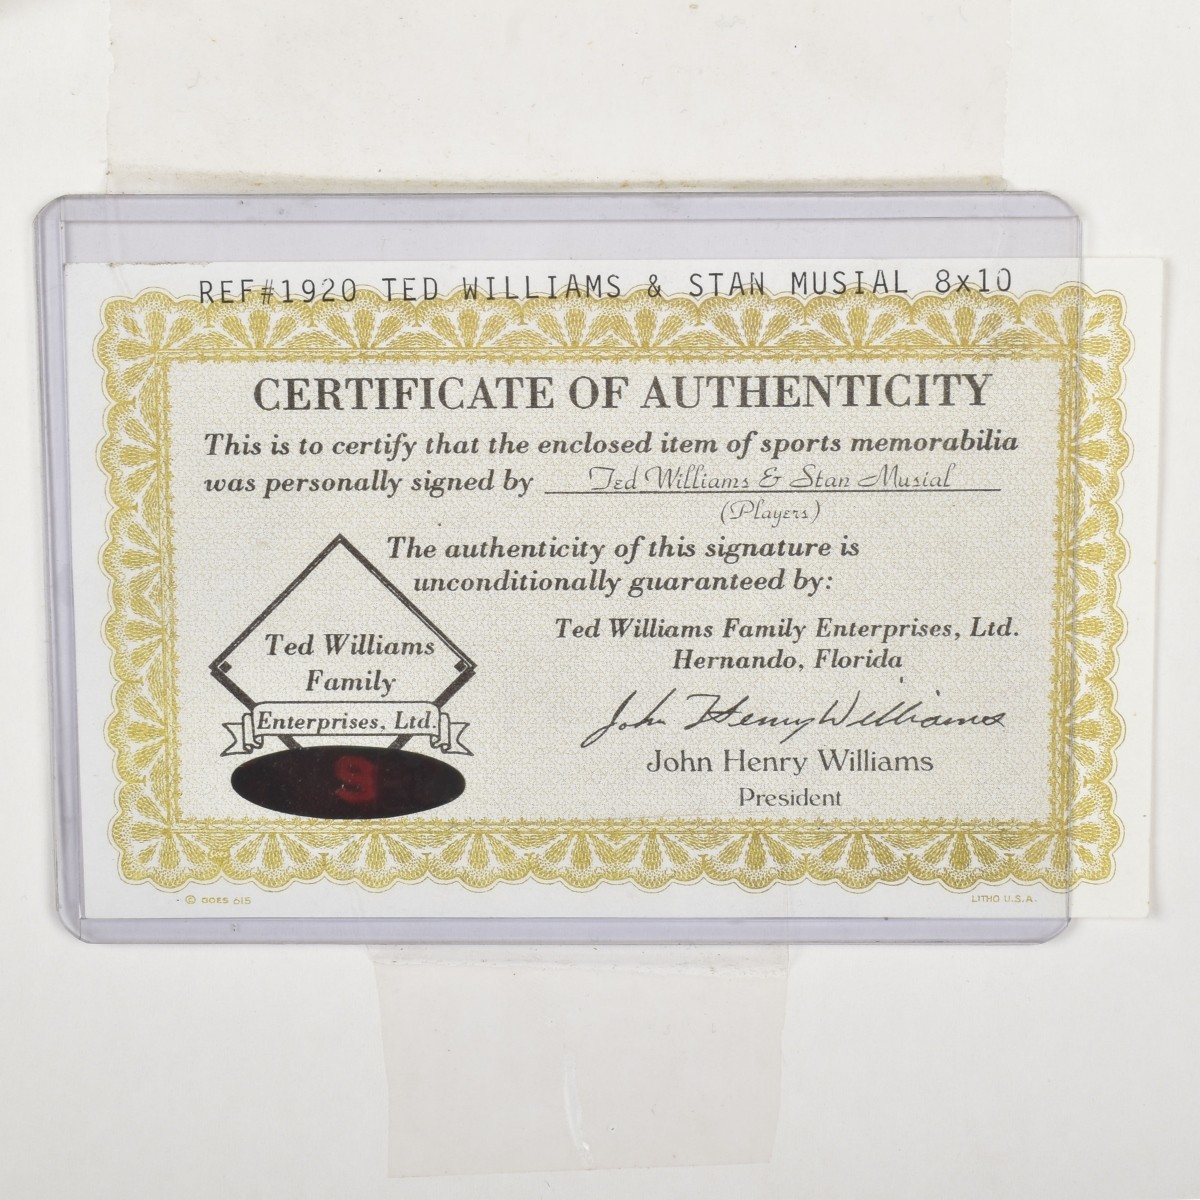 REF#1920 TED WILLIAMS & STAN MUSIAL 8x10
CERTIFICATE OF AUTHENTICITY
This is to certify that the enclosed item of sports memorabilia
was personally signed by Ted Williams & Stan Musial
(Players)
The authenticity of this signature is
unconditionally guaranteed by:
Ted Williams
Family
Enterprises, Ltd.
9
Ted Williams Family Enterprises, Ltd.
Hernando, Florida
John Henry Williams
John Henry Williams
President
© GOES 615
LITHO U.S.A.